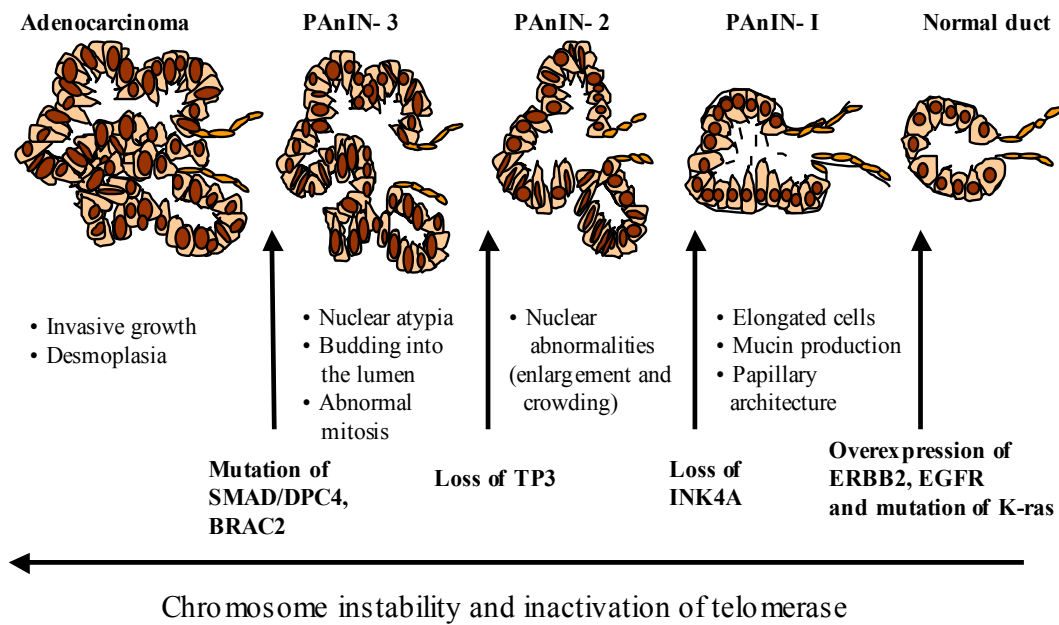 Adenocarcinoma
PAnIN- 3
PAnIN- 2
PAnIN- I
Normal duct
• Invasive growth
• Desmoplasia
• Nuclear atypia
• Budding into
the lumen
• Abnormal
mitosis
• Nuclear
abnormalities
(enlargement and
crowding)
• Elongated cells
• Mucin production
• Papillary
architecture
Mutation of
SMAD/DPC4,
BRAC2
Loss of TP3
Loss of
INK4A
Overexpression of
ERBB2, EGFR
and mutation of K-ras
Chromosome instability and inactivation of telomerase